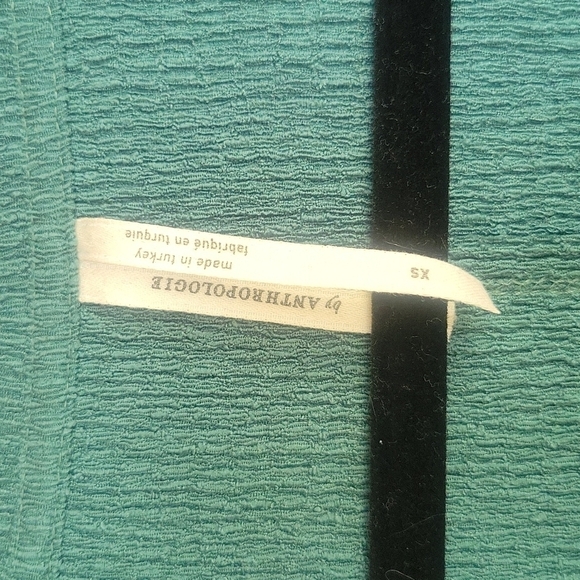 by ANTHROPOLOGIE
XS
made in turkey
fabriqué en turquie